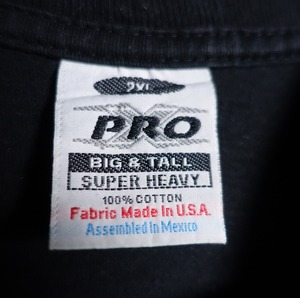 PRO
BIG & TALL
SUPER HEAVY
100% COTTON
Fabric Made In U.S.A.
Assembled In Mexico